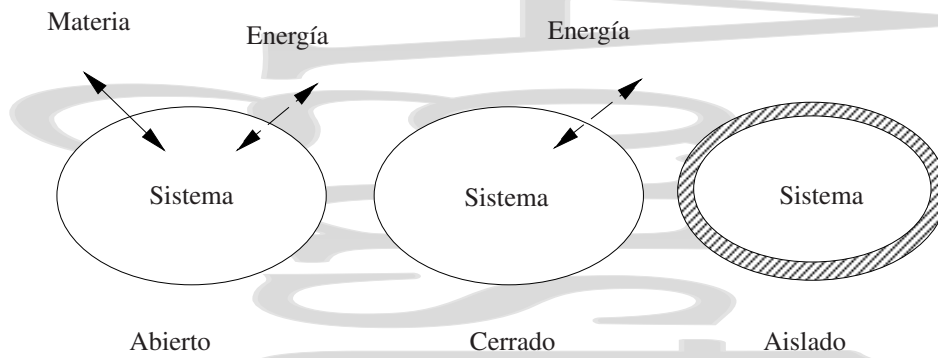 Materia
Energía
Energía
Sistema
Sistema
Sistema
Abierto
Cerrado
Aislado